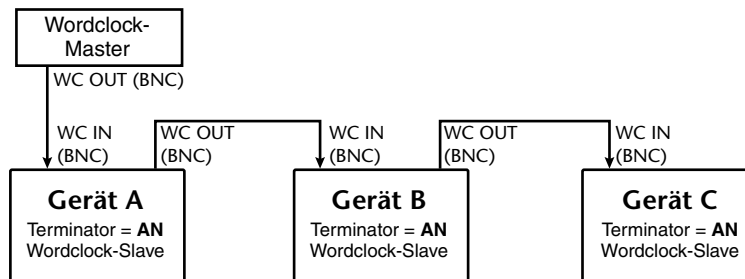 Wordclock-
Master
WC OUT (BNC)
WC IN
(BNC)
WC OUT
(BNC)
WC IN
(BNC)
WC OUT
(BNC)
WC IN
(BNC)
Gerät A
Terminator = AN
Wordclock-Slave
Gerät B
Terminator = AN
Wordclock-Slave
Gerät C
Terminator = AN
Wordclock-Slave